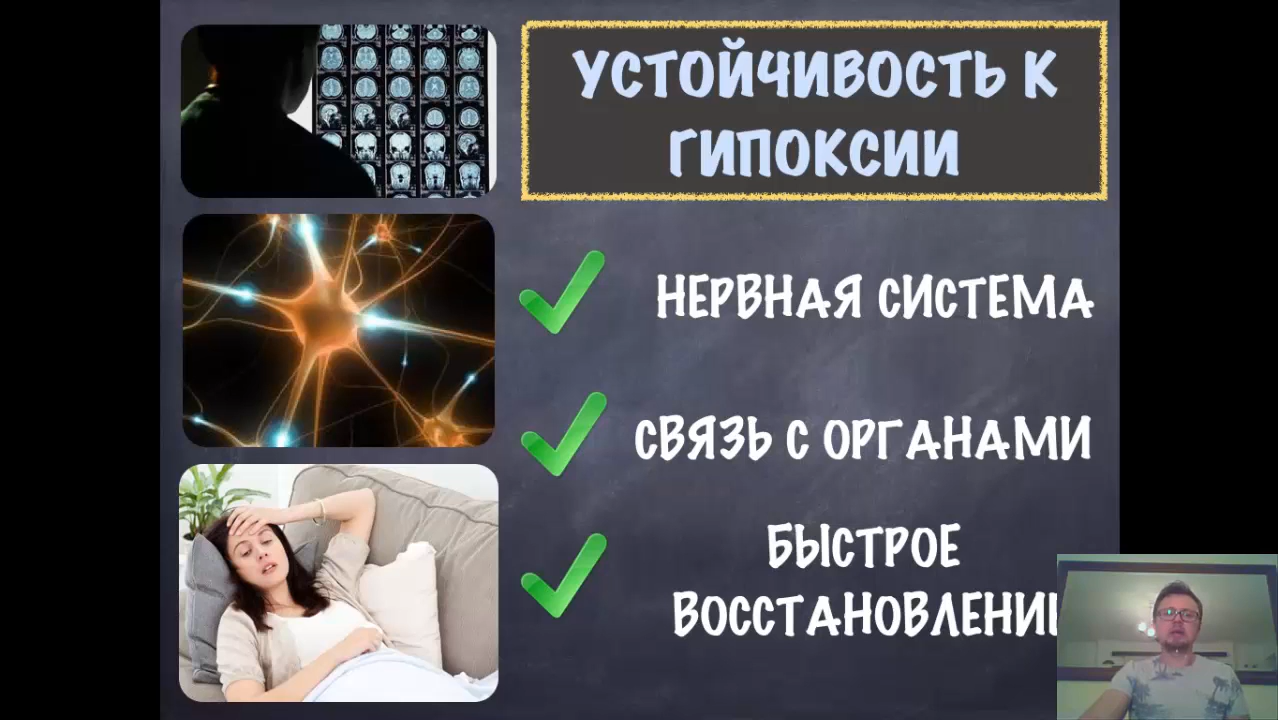 УСТОЙЧИВОСТЬ К
ГИПОКСИИ
НЕРВНАЯ СИСТЕМА
СВЯЗЬ С ОРГАНАМИ
БЫСТРОЕ